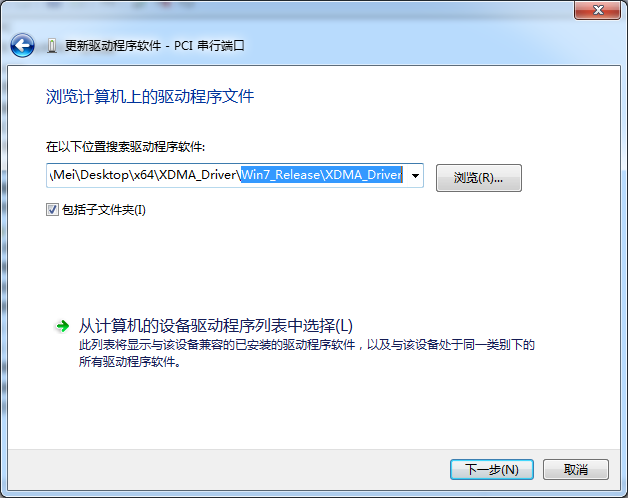 更新驱动程序软件 - PCI 串行端口
浏览计算机上的驱动程序文件
在以下位置搜索驱动程序软件:
\Mei\Desktop\x64\XDMA_Driver\Win7_Release\XDMA_Driver
浏览(R)...
包括子文件夹(I)
从计算机的设备驱动程序列表中选择(L)
此列表将显示与该设备兼容的已安装的驱动程序软件，以及与该设备处于同一类别下的
所有驱动程序软件。
下一步(N)
取消